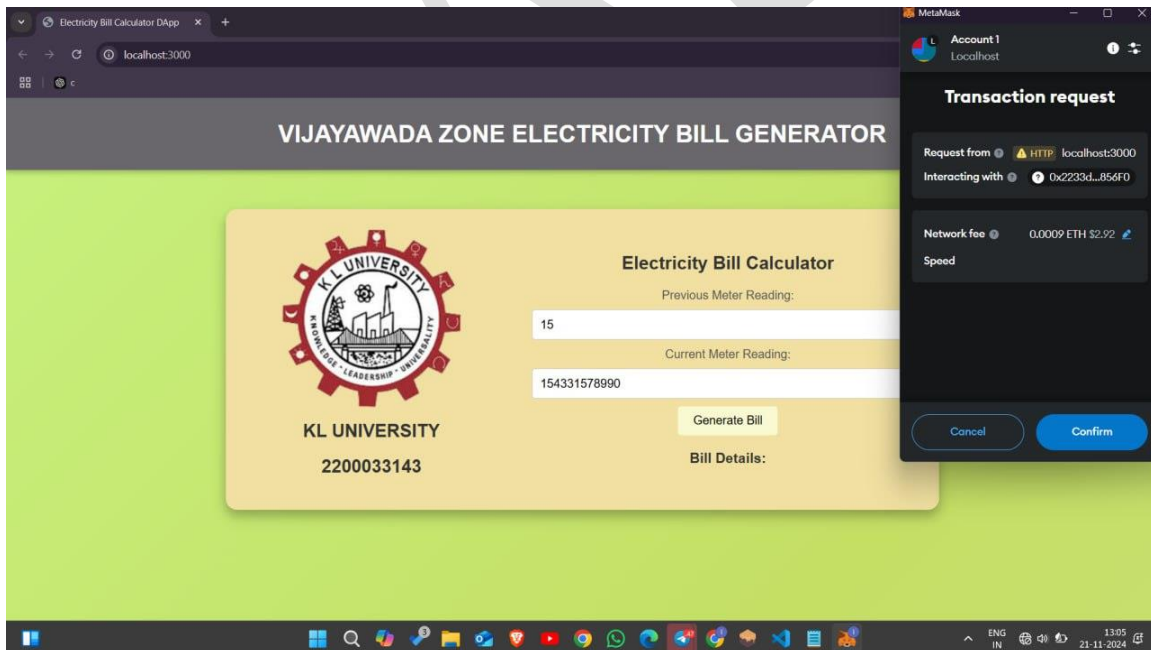 Electricity Bill Calculator DApp
localhost:3000
c
VIJAYAWADA ZONE ELECTRICITY BILL GENERATOR
KL UNIVERSITY
KNOWLEDGE - LEADERSHIP - UNIVERSALITY
KL UNIVERSITY
2200033143
Electricity Bill Calculator
Previous Meter Reading:
15
Current Meter Reading:
154331578990
Generate Bill
Bill Details:
MetaMask
L
Account 1
Localhost
Transaction request
Request from HTTP localhost:3000
Interacting with 0x2233d...856F0
Network fee 0.0009 ETH $2.92
Speed
Cancel
Confirm
ENG
IN
13:05
21-11-2024